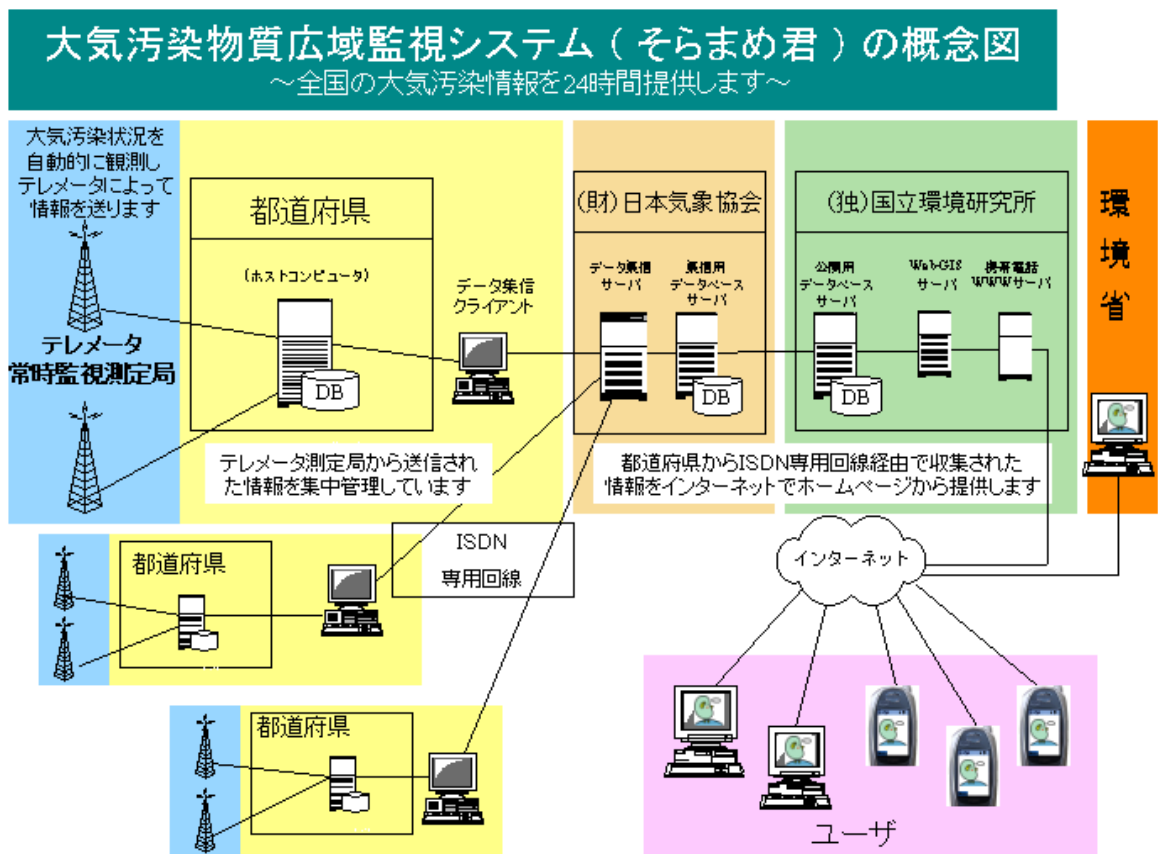 大気汚染物質広域監視システム（そらまめ君）の概念図
～全国の大気汚染情報を24時間提供します～
大気汚染状況を
自動的に観測し
テレメータによって
情報を送ります
テレメータ
常時監視測定局
都道府県
(ホストコンピュータ)
DB
データ集信
クライアント
テレメータ測定局から送信され
た情報を集中管理しています
(財)日本気象協会
データ集信
サーバ
集信用
データベース
サーバ
DB
(独)国立環境研究所
公開用
データベース
サーバ
DB
Web-GIS
サーバ
携帯電話
WWWサーバ
都道府県からISDN専用回線経由で収集された
情報をインターネットでホームページから提供します
環
境
省
都道府県
ISDN
専用回線
インターネット
都道府県
ユーザ